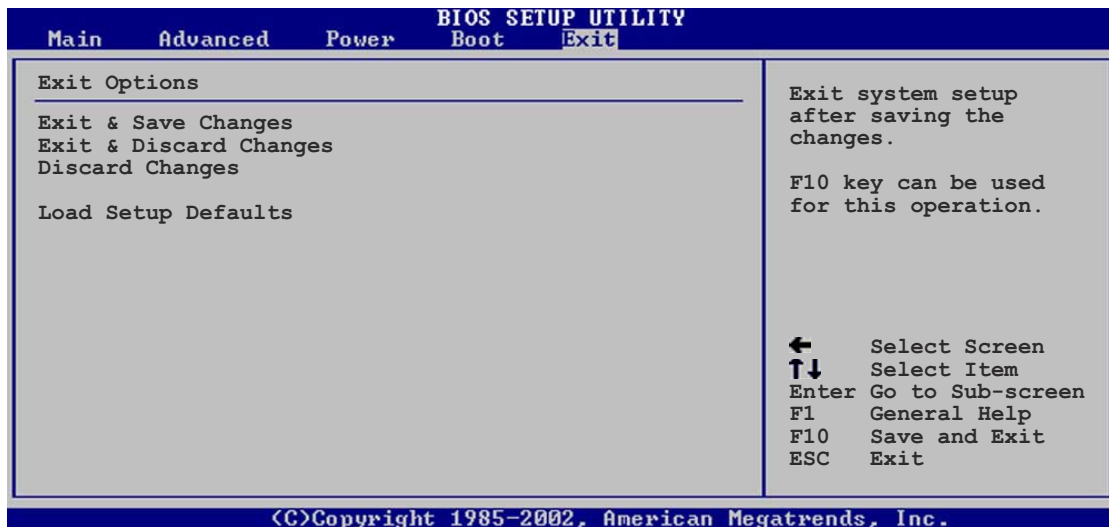 BIOS SETUP UTILITY
Main Advanced Power Boot Exit
Exit Options
Exit & Save Changes
Exit & Discard Changes
Discard Changes
Load Setup Defaults
Exit system setup
after saving the
changes.
F10 key can be used
for this operation.
← Select Screen
↑↓ Select Item
Enter Go to Sub-screen
F1 General Help
F10 Save and Exit
ESC Exit
(C)Copyright 1985-2002, American Megatrends, Inc.